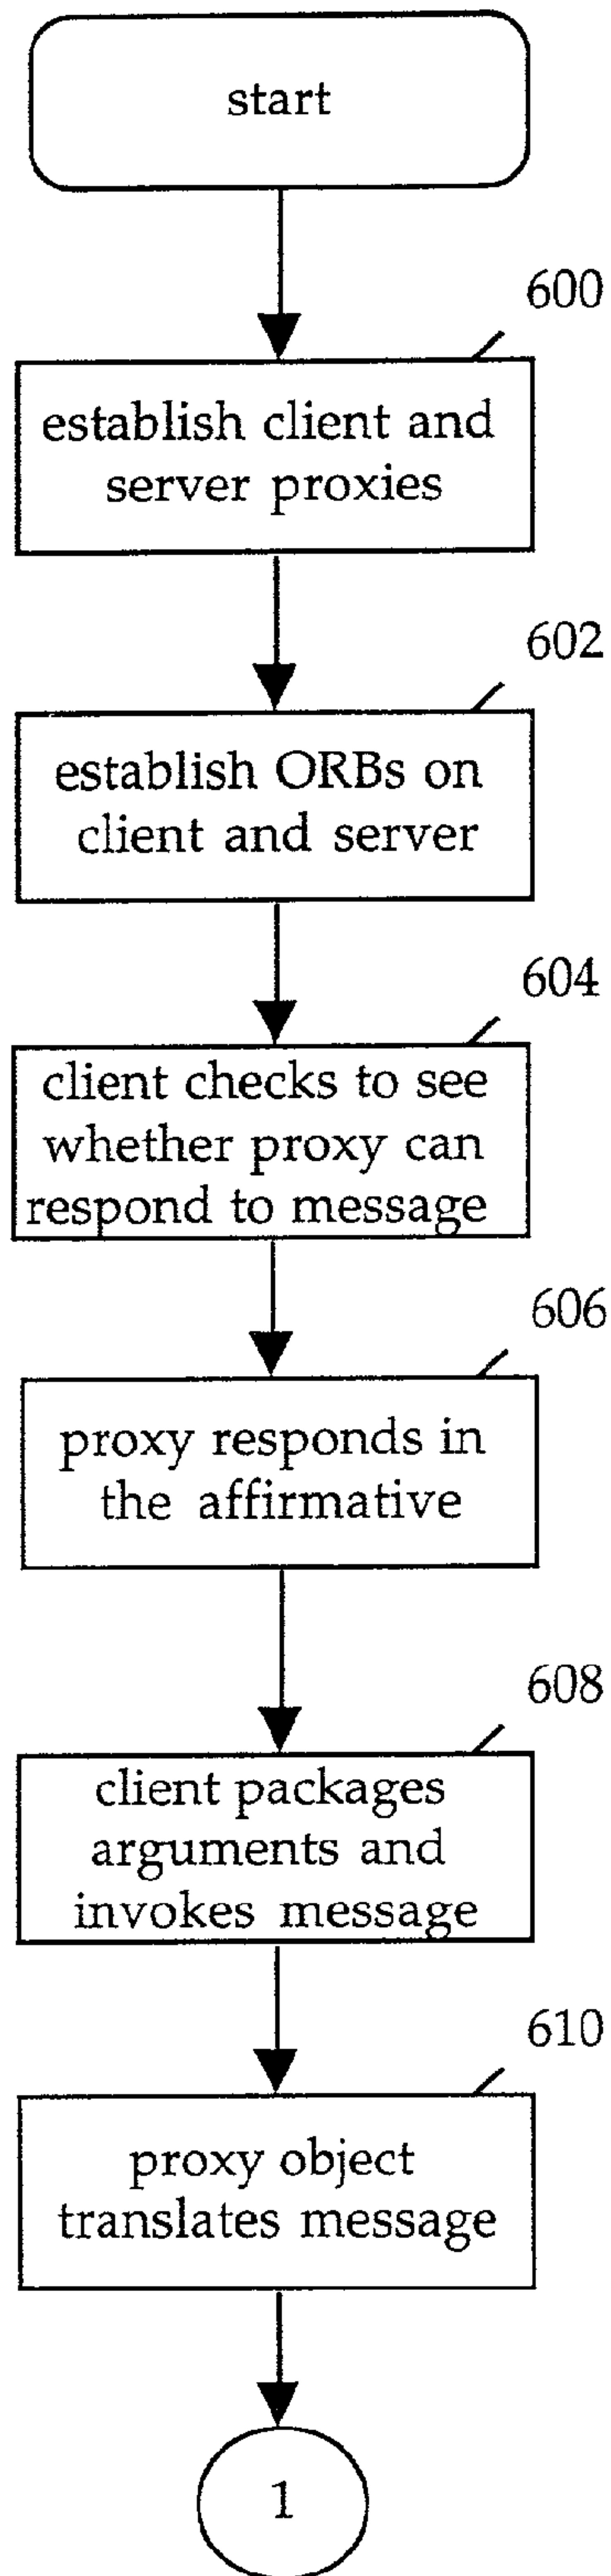 start
600
establish client and
server proxies
602
establish ORBs on
client and server
604
client checks to see
whether proxy can
respond to message
606
proxy responds in
the affirmative
608
client packages
arguments and
invokes message
610
proxy object
translates message
1